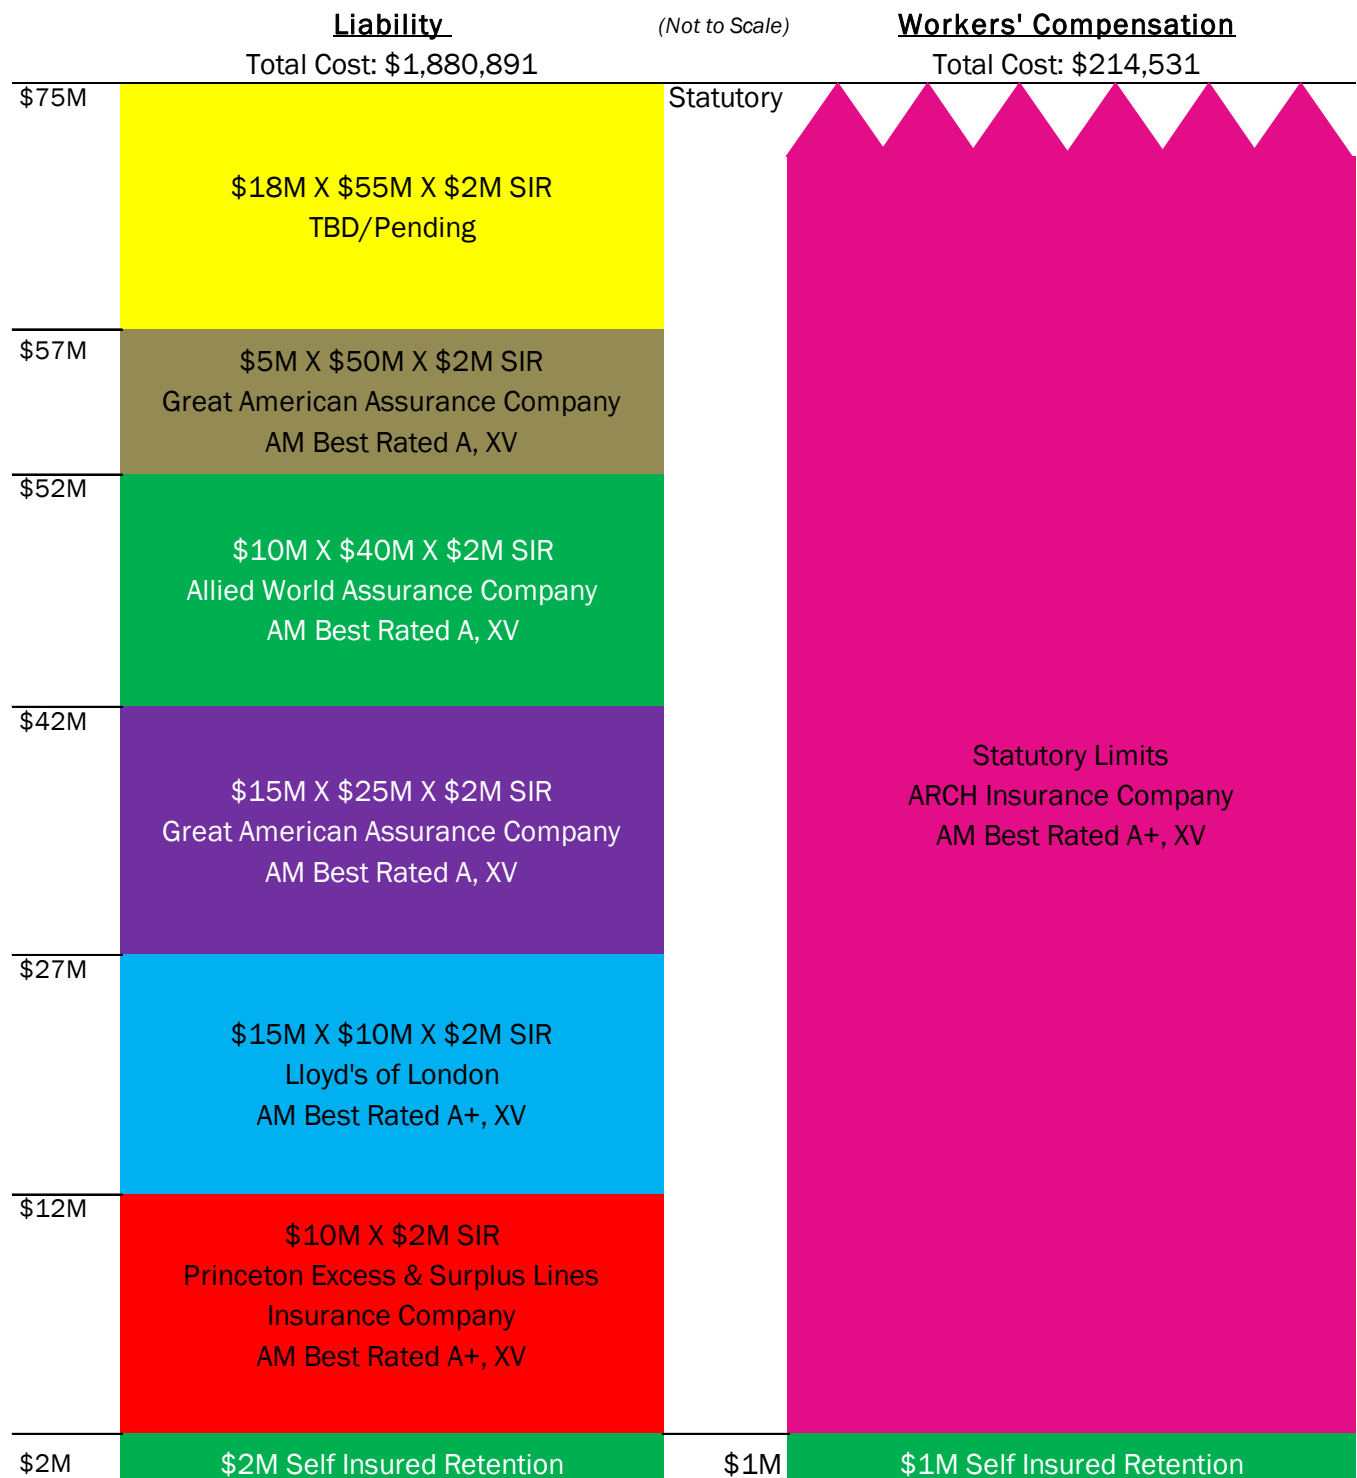 Liability
(Not to Scale)
Workers' Compensation
Total Cost: $1,880,891
Total Cost: $214,531
$75M
Statutory
$18M X $55M X $2M SIR
TBD/Pending
$57M
$5M X $50M X $2M SIR
Great American Assurance Company
AM Best Rated A, XV
$52M
$10M X $40M X $2M SIR
Allied World Assurance Company
AM Best Rated A, XV
$42M
$15M X $25M X $2M SIR
Great American Assurance Company
AM Best Rated A, XV
Statutory Limits
ARCH Insurance Company
AM Best Rated A+, XV
$27M
$15M X $10M X $2M SIR
Lloyd's of London
AM Best Rated A+, XV
$12M
$10M X $2M SIR
Princeton Excess & Surplus Lines
Insurance Company
AM Best Rated A+, XV
$2M
$2M Self Insured Retention
$1M
$1M Self Insured Retention